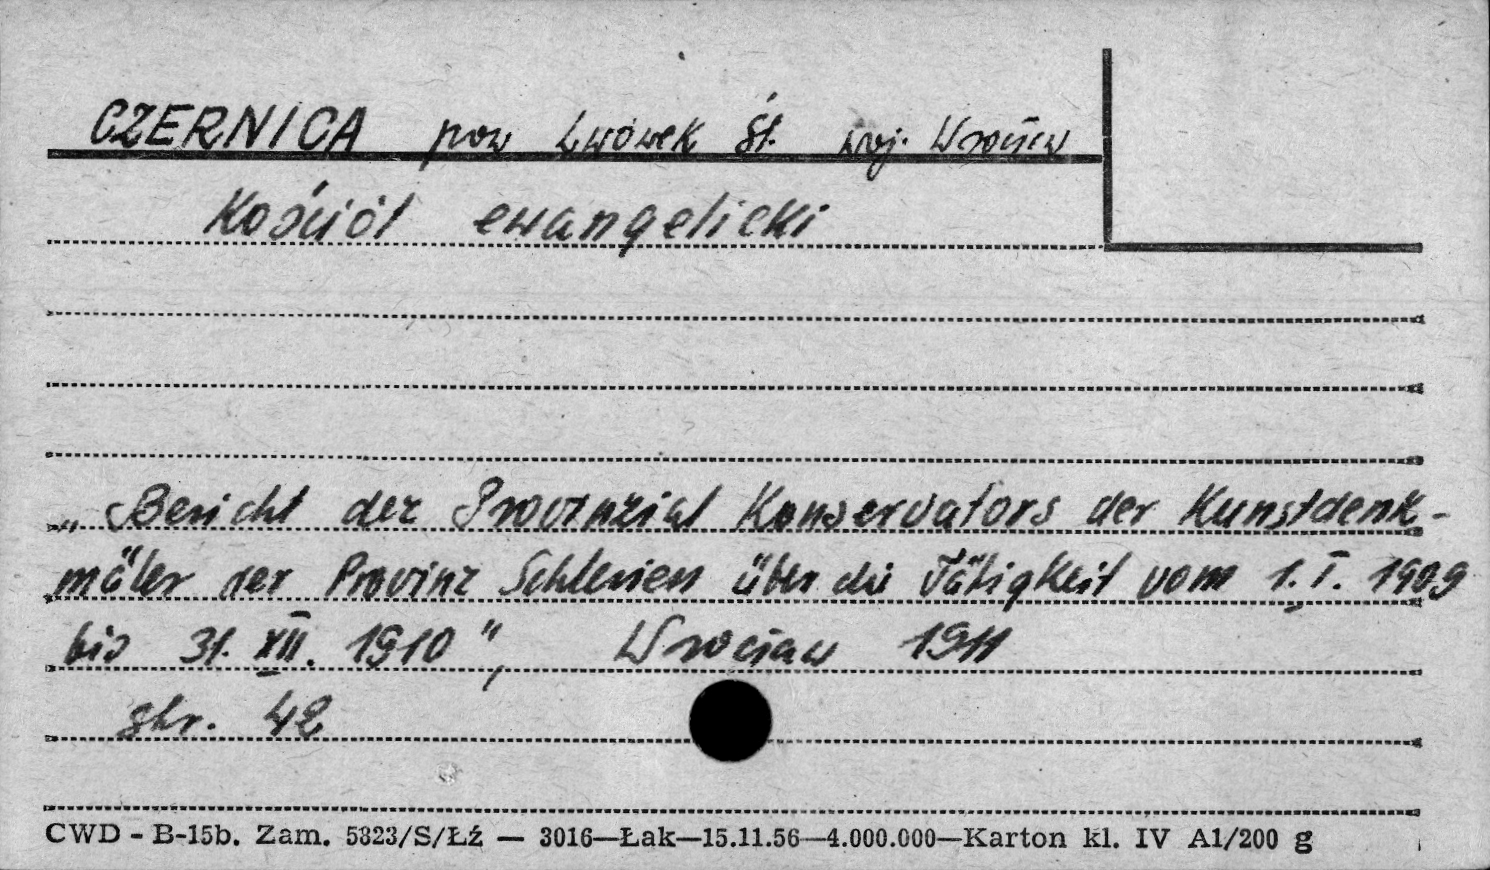 CZERNICA pow Lwówek Śl. woj. Wrocław
Kościół ewangelicki
„Bericht der Provinzial Konservators der Kunstdenk-
mäler der Provinz Schlesien über die Tätigkeit vom 1. I. 1909
bis 31. XII. 1910", Wrocław 1911
str. 42
CWD - B-15b. Zam. 5323/S/Łź — 3016—Łak—15.11.56—4.000.000—Karton kl. IV A1/200 g